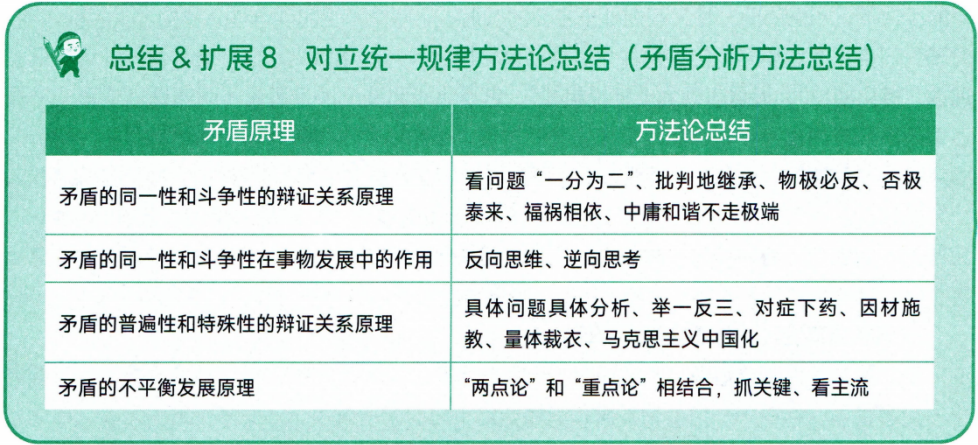 总结 & 扩展 8 对立统一规律方法论总结（矛盾分析方法总结）
矛盾原理
方法论总结
矛盾的同一性和斗争性的辩证关系原理
看问题“一分为二”、批判地继承、物极必反、否极
泰来、福祸相依、中庸和谐不走极端
矛盾的同一性和斗争性在事物发展中的作用
反向思维、逆向思考
矛盾的普遍性和特殊性的辩证关系原理
具体问题具体分析、举一反三、对症下药、因材施
教、量体裁衣、马克思主义中国化
矛盾的不平衡发展原理
“两点论”和“重点论”相结合，抓关键、看主流